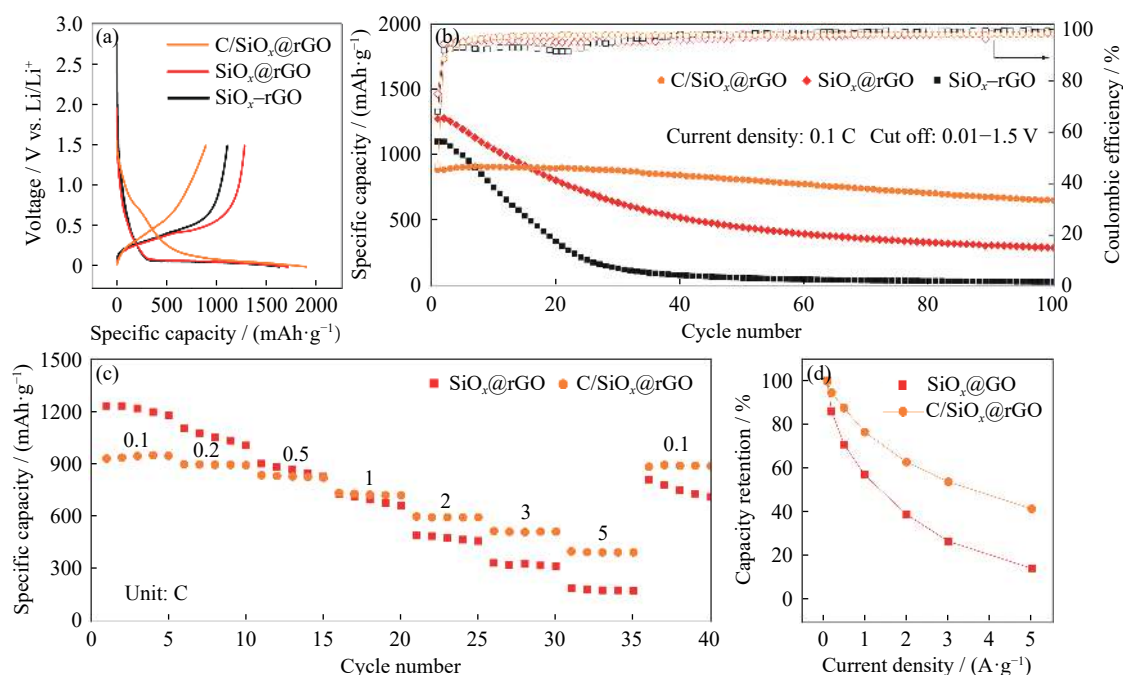 (a)
C/SiOₓ@rGO
SiOₓ@rGO
SiOₓ–rGO
3.0
2.5
2.0
1.5
1.0
0.5
0
Voltage / V vs. Li/Li⁺
0 500 1000 1500 2000
1900
Specific capacity / (mAh·g⁻¹)
(b)
2000
1500
1000
500
0
Specific capacity / (mAh·g⁻¹)
C/SiOₓ@rGO SiOₓ@rGO SiOₓ–rGO
Current density: 0.1 C Cut off: 0.01−1.5 V
100
80
60
40
20
0
Coulombic efficiency / %
0 20 40 60 80 100
Cycle number
(c)
SiOₓ@rGO C/SiOₓ@rGO
1500
1200
900
600
300
0
Specific capacity / (mAh·g⁻¹)
0.1
0.2
0.5
1
2
3
5
0.1
Unit: C
0 5 10 15 20 25 30 35 40
Cycle number
(d)
SiOₓ@GO
C/SiOₓ@rGO
100
80
60
40
20
0
Capacity retention / %
0 1 2 3 4 5
Current density / (A·g⁻¹)